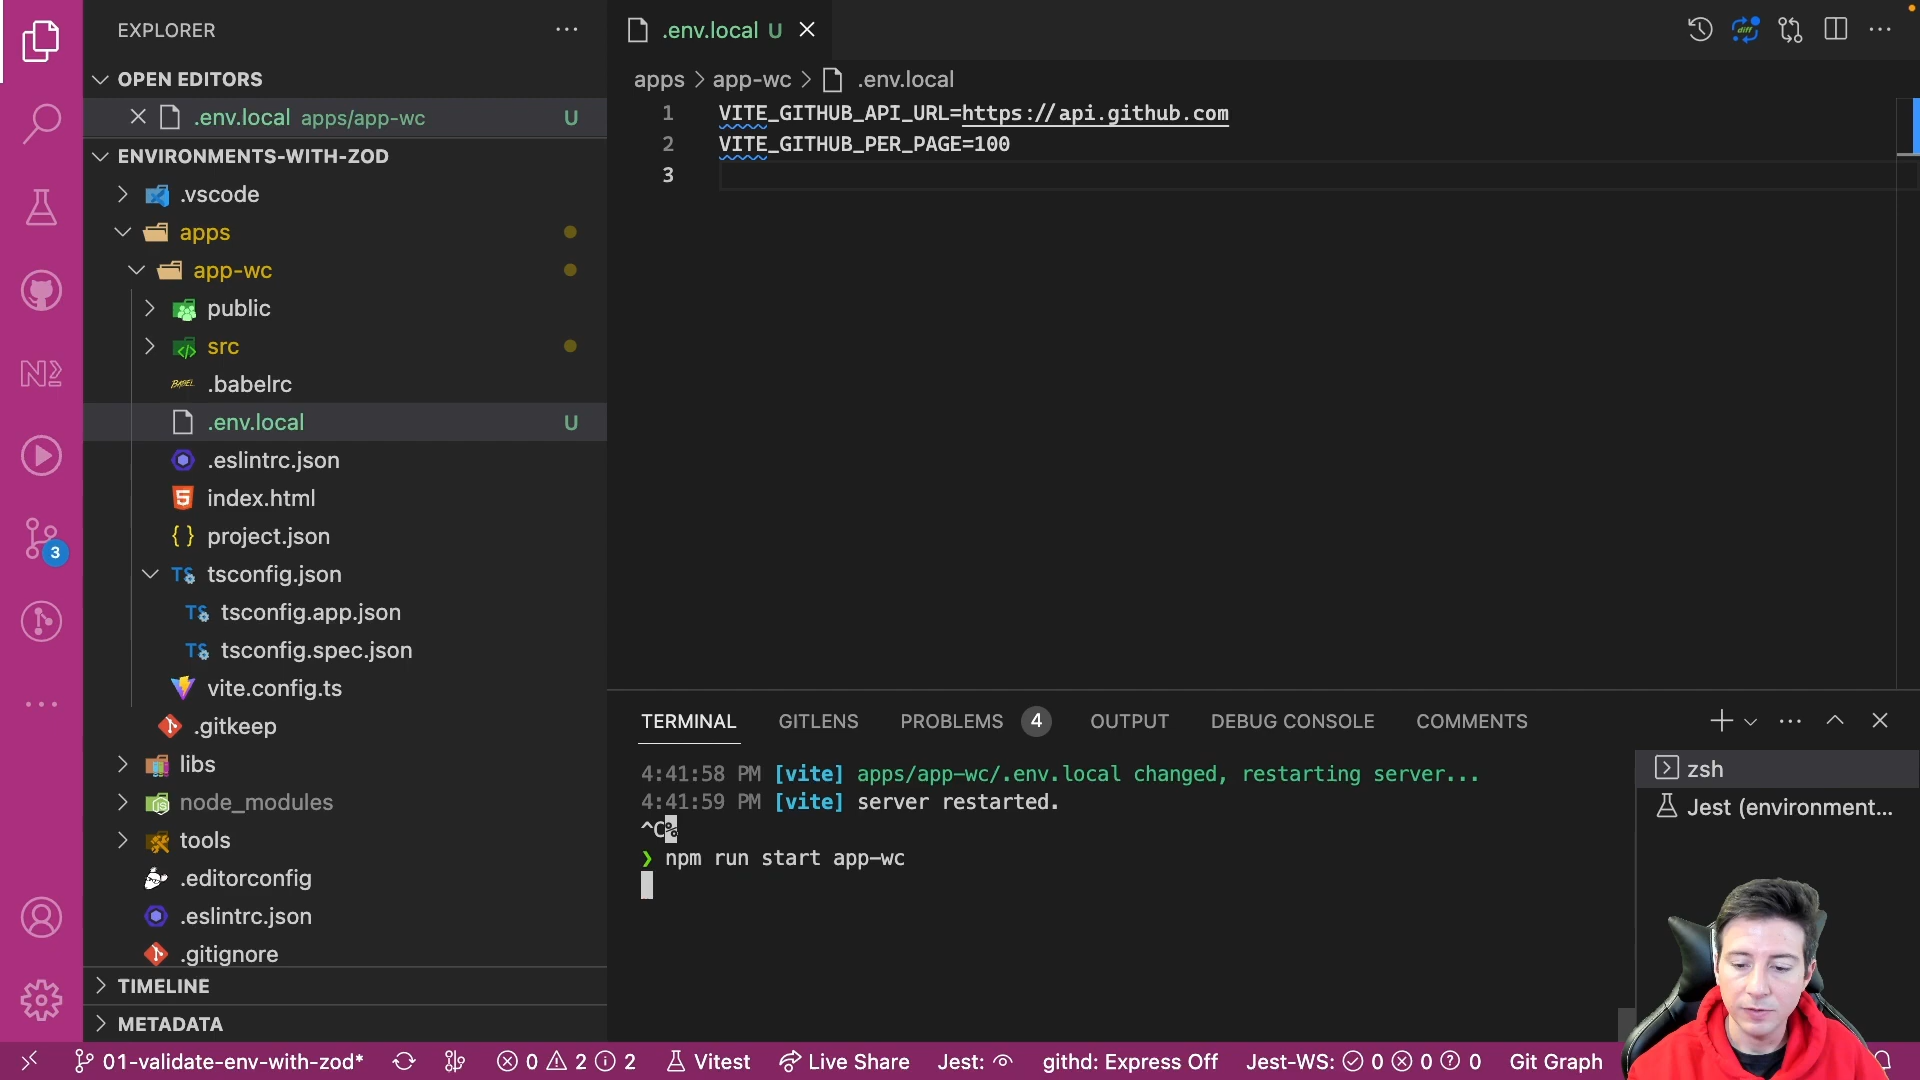 EXPLORER
OPEN EDITORS
.env.local apps/app-wc U
ENVIRONMENTS-WITH-ZOD
.vscode
apps
app-wc
public
src
BABEL .babelrc
.env.local U
.eslintrc.json
index.html
project.json
TS tsconfig.json
TS tsconfig.app.json
TS tsconfig.spec.json
vite.config.ts
.gitkeep
libs
node_modules
tools
.editorconfig
.eslintrc.json
.gitignore
TIMELINE
METADATA
3
.env.local U
diff
apps > app-wc > .env.local
1 VITE_GITHUB_API_URL=https://api.github.com
2 VITE_GITHUB_PER_PAGE=100
3
TERMINAL GITLENS PROBLEMS 4 OUTPUT DEBUG CONSOLE COMMENTS
4:41:58 PM [vite] apps/app-wc/.env.local changed, restarting server...
4:41:59 PM [vite] server restarted.
^C%
❯ npm run start app-wc
zsh
Jest (environment...
01-validate-env-with-zod* 0 2 2 Vitest Live Share Jest: githd: Express Off Jest-WS: 0 0 0 Git Graph